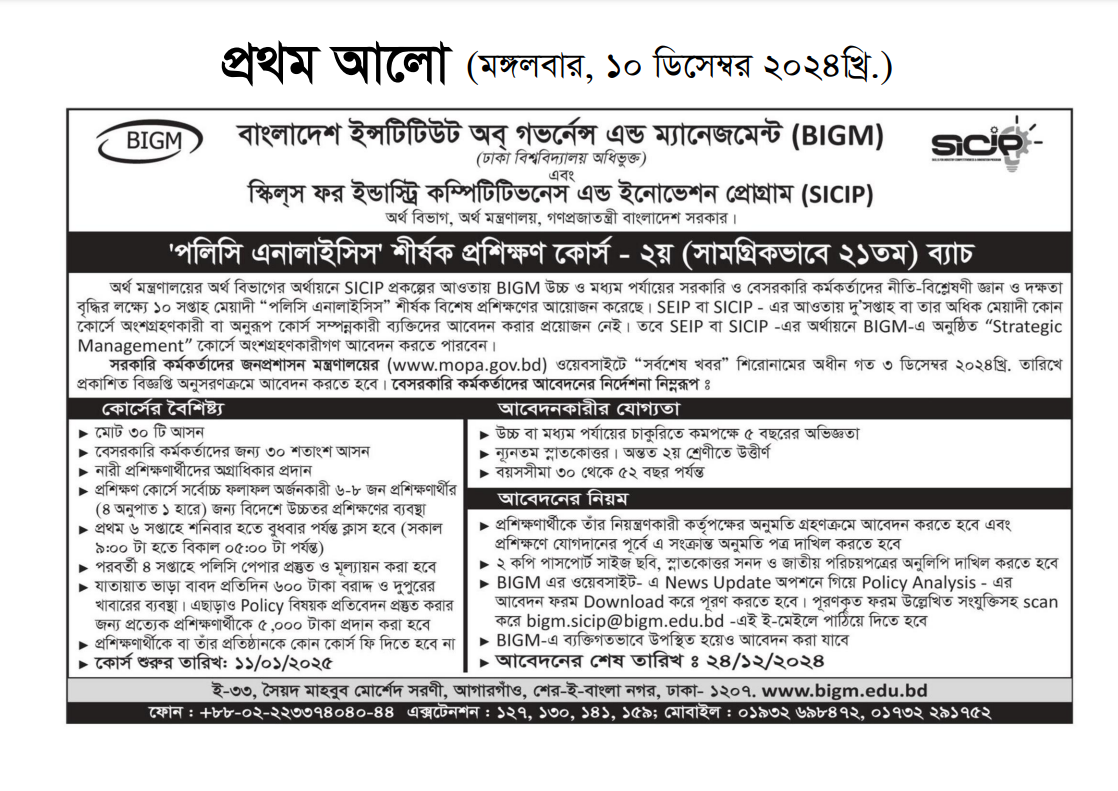 প্রথম আলো (মঙ্গলবার, ১০ ডিসেম্বর ২০২৪খ্রি.)
BIGM
বাংলাদেশ ইন্সটিটিউট অব্ গভর্নেন্স এন্ড ম্যানেজমেন্ট (BIGM)
SiCiP
(ঢাকা বিশ্ববিদ্যালয় অধিভুক্ত)
এবং
স্কিল্‌স ফর ইন্ডাস্ট্রি কম্পিটিটিভনেস এন্ড ইনোভেশন প্রোগ্রাম (SICIP)
অর্থ বিভাগ, অর্থ মন্ত্রণালয়, গণপ্রজাতন্ত্রী বাংলাদেশ সরকার।
'পলিসি এনালাইসিস' শীর্ষক প্রশিক্ষণ কোর্স - ২য় (সামগ্রিকভাবে ২১তম) ব্যাচ
অর্থ মন্ত্রণালয়ের অর্থ বিভাগের অর্থায়নে SICIP প্রকল্পের আওতায় BIGM উচ্চ ও মধ্যম পর্যায়ের সরকারি ও বেসরকারি কর্মকর্তাদের নীতি-বিশ্লেষণী জ্ঞান ও দক্ষতা
বৃদ্ধির লক্ষ্যে ১০ সপ্তাহ মেয়াদী “পলিসি এনালাইসিস” শীর্ষক বিশেষ প্রশিক্ষণের আয়োজন করেছে। SEIP বা SICIP - এর আওতায় দু'সপ্তাহ বা তার অধিক মেয়াদী কোন
কোর্সে অংশগ্রহণকারী বা অনুরূপ কোর্স সম্পন্নকারী ব্যক্তিদের আবেদন করার প্রয়োজন নেই। তবে SEIP বা SICIP -এর অর্থায়নে BIGM-এ অনুষ্ঠিত “Strategic
Management” কোর্সে অংশগ্রহণকারীগণ আবেদন করতে পারবেন।
সরকারি কর্মকর্তাদের জনপ্রশাসন মন্ত্রণালয়ের (www.mopa.gov.bd) ওয়েবসাইটে “সর্বশেষ খবর” শিরোনামের অধীন গত ৩ ডিসেম্বর ২০২৪খ্রি. তারিখে
প্রকাশিত বিজ্ঞপ্তি অনুসরণক্রমে আবেদন করতে হবে। বেসরকারি কর্মকর্তাদের আবেদনের নির্দেশনা নিম্নরূপ ঃ
কোর্সের বৈশিষ্ট্য
► মোট ৩০ টি আসন
► বেসরকারি কর্মকর্তাদের জন্য ৩০ শতাংশ আসন
► নারী প্রশিক্ষণার্থীদের অগ্রাধিকার প্রদান
► প্রশিক্ষণ কোর্সে সর্বোচ্চ ফলাফল অর্জনকারী ৬-৮ জন প্রশিক্ষণার্থীর
(৪ অনুপাত ১ হারে) জন্য বিদেশে উচ্চতর প্রশিক্ষণের ব্যবস্থা
► প্রথম ৬ সপ্তাহে শনিবার হতে বুধবার পর্যন্ত ক্লাস হবে (সকাল
৯:০০ টা হতে বিকাল ০৫:০০ টা পর্যন্ত)
► পরবর্তী ৪ সপ্তাহে পলিসি পেপার প্রস্তুত ও মূল্যায়ন করা হবে
► যাতায়াত ভাড়া বাবদ প্রতিদিন ৬০০ টাকা বরাদ্দ ও দুপুরের
খাবারের ব্যবস্থা। এছাড়াও Policy বিষয়ক প্রতিবেদন প্রস্তুত করার
জন্য প্রত্যেক প্রশিক্ষণার্থীকে ৫,০০০ টাকা প্রদান করা হবে
► প্রশিক্ষণার্থীকে বা তাঁর প্রতিষ্ঠানকে কোন কোর্স ফি দিতে হবে না
► কোর্স শুরুর তারিখ: ১১/০১/২০২৫
আবেদনকারীর যোগ্যতা
► উচ্চ বা মধ্যম পর্যায়ের চাকুরিতে কমপক্ষে ৫ বছরের অভিজ্ঞতা
► ন্যূনতম স্নাতকোত্তর। অন্তত ২য় শ্রেণীতে উত্তীর্ণ
► বয়সসীমা ৩০ থেকে ৫২ বছর পর্যন্ত
আবেদনের নিয়ম
► প্রশিক্ষণার্থীকে তাঁর নিয়ন্ত্রণকারী কর্তৃপক্ষের অনুমতি গ্রহণক্রমে আবেদন করতে হবে এবং
প্রশিক্ষণে যোগদানের পূর্বে এ সংক্রান্ত অনুমতি পত্র দাখিল করতে হবে
► ২ কপি পাসপোর্ট সাইজ ছবি, স্নাতকোত্তর সনদ ও জাতীয় পরিচয়পত্রের অনুলিপি দাখিল করতে হবে
► BIGM এর ওয়েবসাইট- এ News Update অপশনে গিয়ে Policy Analysis - এর
আবেদন ফরম Download করে পূরণ করতে হবে। পূরণকৃত ফরম উল্লেখিত সংযুক্তিসহ scan
করে bigm.sicip@bigm.edu.bd -এই ই-মেইলে পাঠিয়ে দিতে হবে
► BIGM-এ ব্যক্তিগতভাবে উপস্থিত হয়েও আবেদন করা যাবে
► আবেদনের শেষ তারিখ ঃ ২৪/১২/২০২৪
ই-৩৩, সৈয়দ মাহবুব মোর্শেদ সরণী, আগারগাঁও, শের-ই-বাংলা নগর, ঢাকা- ১২০৭. www.bigm.edu.bd
ফোন : +৮৮-০২-২২৩৩৭৪০৪০-৪৪ এক্সটেনশন : ১২৭, ১৩০, ১৪১, ১৫৯; মোবাইল : ০১৯৩২ ৬৯৮৪৭২, ০১৭৩২ ২৯১৭৫২